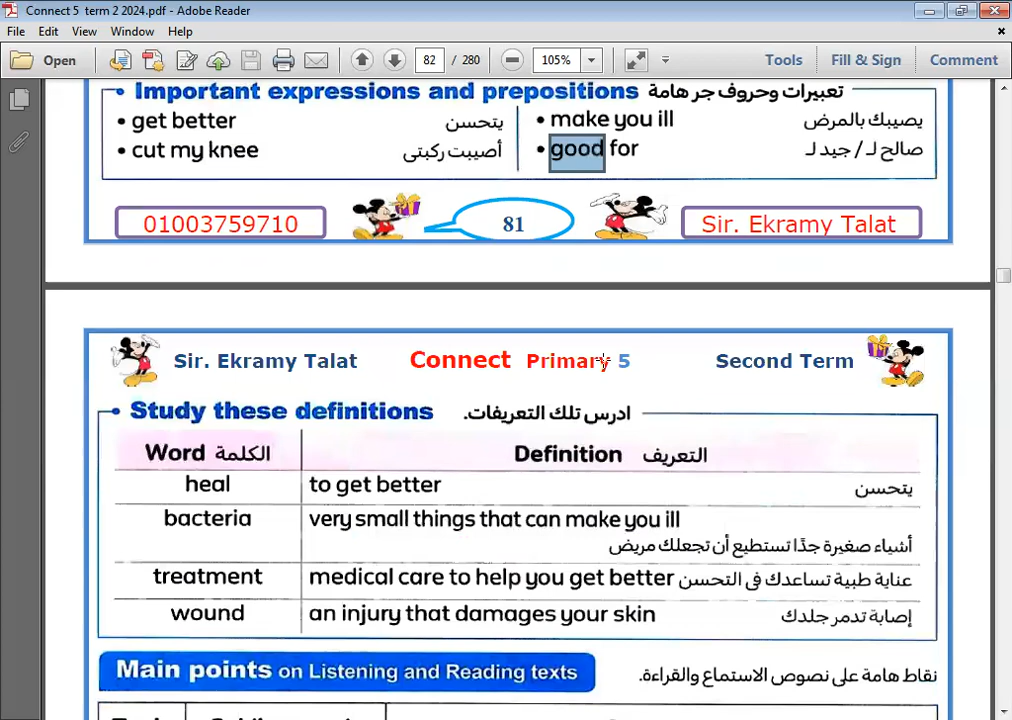 Connect 5  term 2 2024.pdf - Adobe Reader
File Edit View Window Help
Open 82 / 280 105% Tools Fill & Sign Comment
• Important expressions and prepositions تعبيرات وحروف جر هامة
• get better يتحسن • make you ill يصيبك بالمرض
• cut my knee أصيبت ركبتى • good for صالح لـ / جيد لـ
01003759710 81 Sir. Ekramy Talat
Sir. Ekramy Talat Connect Primary 5 Second Term
• Study these definitions ادرس تلك التعريفات.
Word الكلمة Definition التعريف
heal to get better يتحسن
bacteria very small things that can make you ill
أشياء صغيرة جدًا تستطيع أن تجعلك مريض
treatment medical care to help you get better عناية طبية تساعدك فى التحسن
wound an injury that damages your skin إصابة تدمر جلدك
Main points on Listening and Reading texts نقاط هامة على نصوص الاستماع والقراءة.